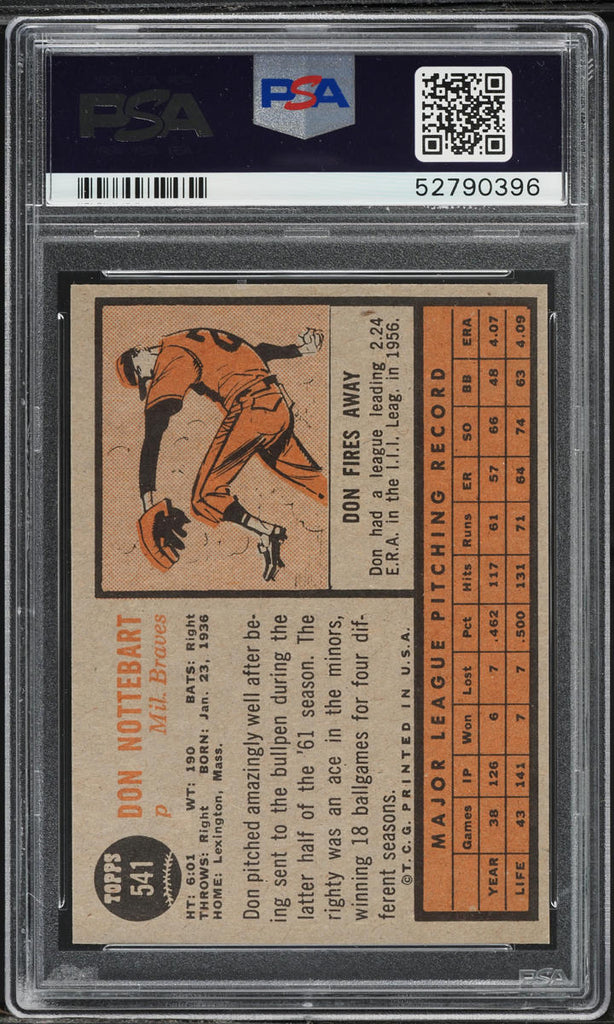 PSA
PSA
52790396
TOPPS
541
DON NOTTEBART
p Mil. Braves
HT: 6:01 WT: 190 BATS: Right
THROWS: Right BORN: Jan. 23, 1936
HOME: Lexington, Mass.
Don pitched amazingly well after be-
ing sent to the bullpen during the
latter half of the '61 season. The
righty was an ace in the minors,
winning 18 ballgames for four dif-
ferent seasons.
©T. C. G. PRINTED IN U.S.A.
2
DON FIRES AWAY
Don had a league leading 2.24
E.R.A. in the I.I.I. Leag. in 1956.
MAJOR LEAGUE PITCHING RECORD
Games IP Won Lost Pct Hits Runs ER SO BB ERA
YEAR 38 126 6 7 .462 117 61 57 66 48 4.07
LIFE 43 141 7 7 .500 131 71 64 74 63 4.09
PSA